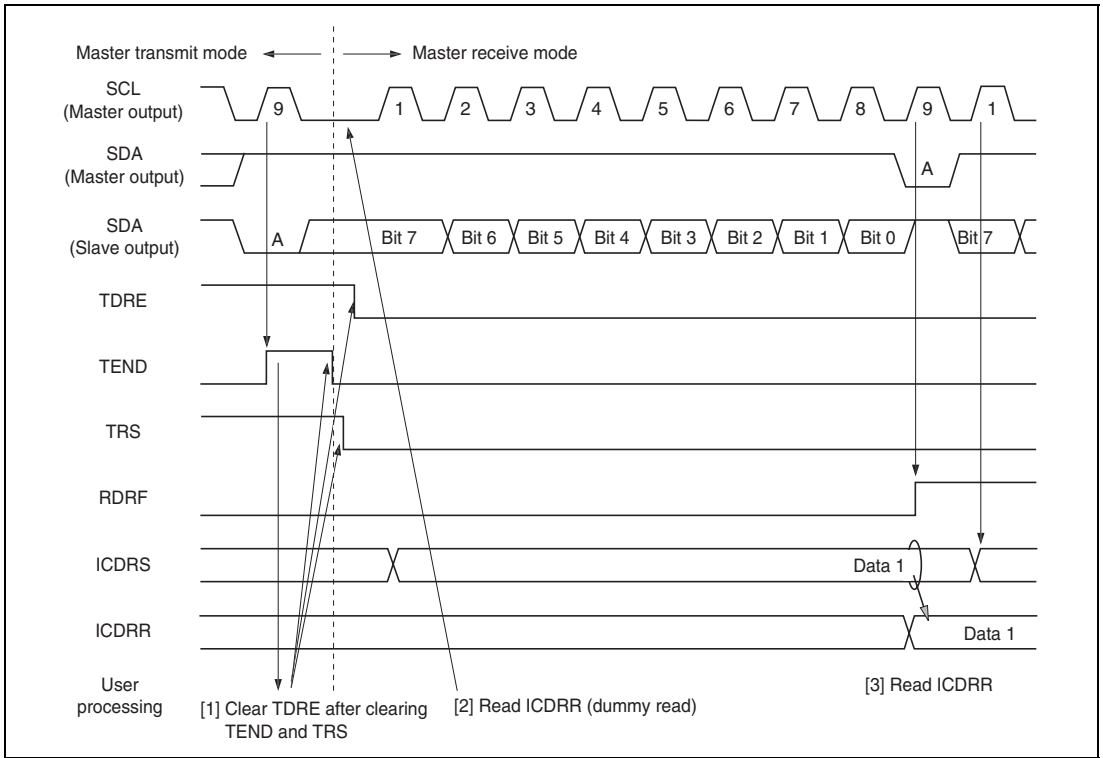 Master transmit mode Master receive mode
SCL
(Master output)
9 1 2 3 4 5 6 7 8 9 1
SDA
(Master output)
A
SDA
(Slave output)
A Bit 7 Bit 6 Bit 5 Bit 4 Bit 3 Bit 2 Bit 1 Bit 0 Bit 7
TDRE
TEND
TRS
RDRF
ICDRS
Data 1
ICDRR
Data 1
User
processing
[1] Clear TDRE after clearing
TEND and TRS
[2] Read ICDRR (dummy read)
[3] Read ICDRR